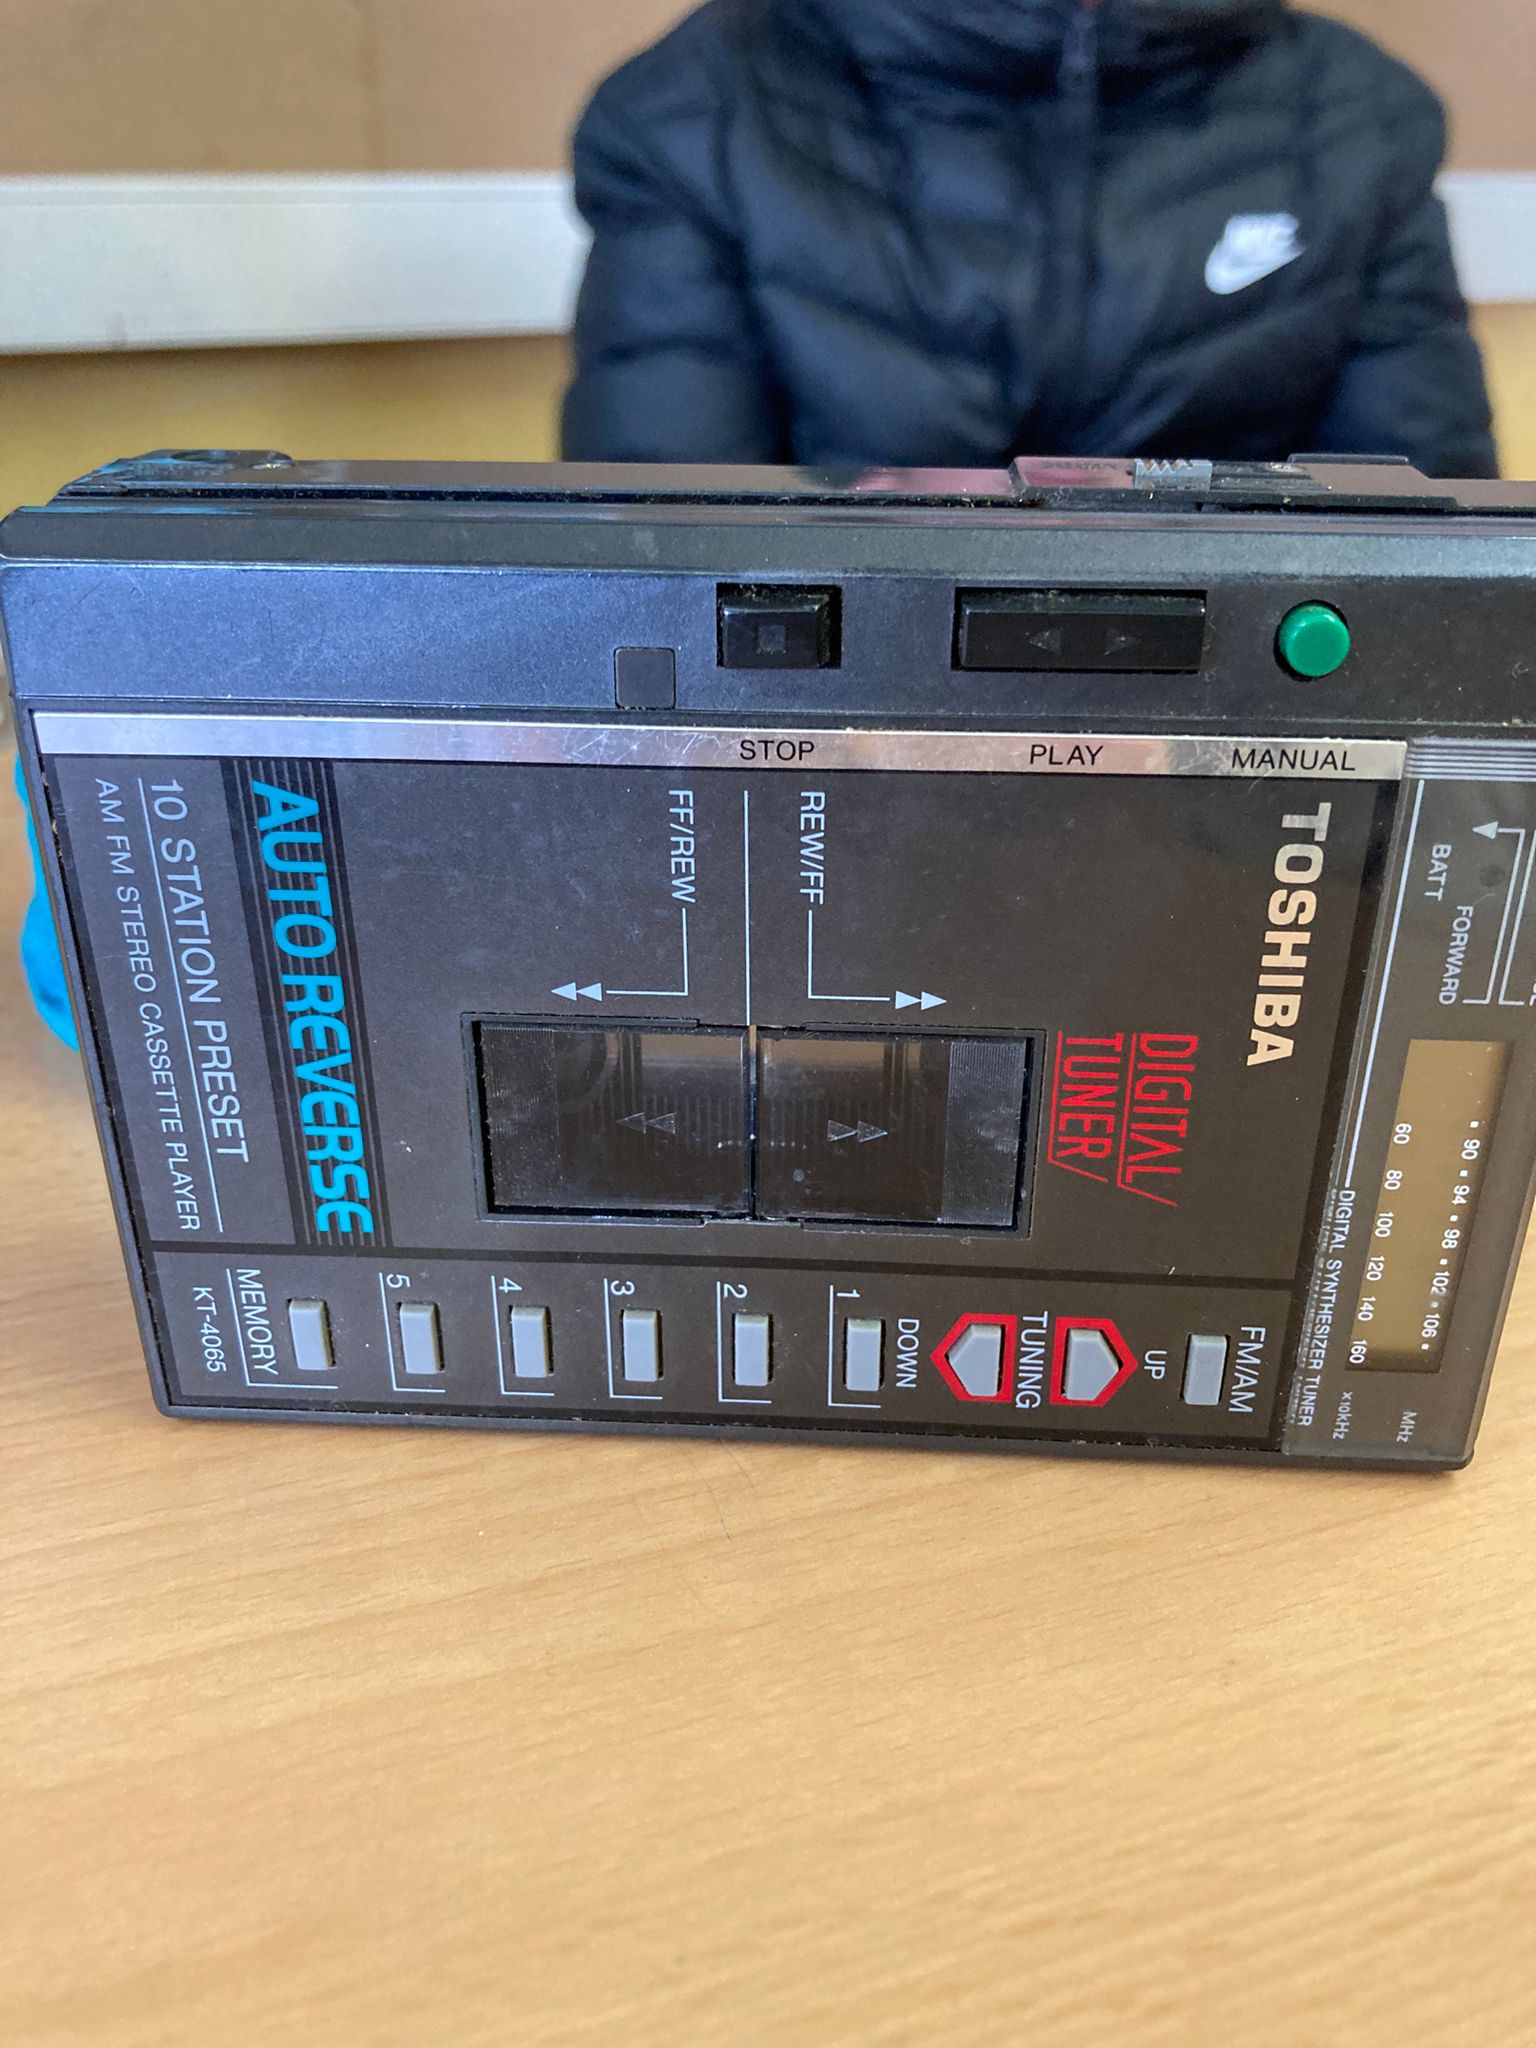 STOP
PLAY
MANUAL
TOSHIBA
DIGITAL
TUNER
REW/FF
FF/REW
AUTO REVERSE
10 STATION PRESET
AM FM STEREO CASSETTE PLAYER
BATT
FORWARD
90 94 98 102 106
MHz
60 80 100 120 140 160
x10kHz
DIGITAL SYNTHESIZER TUNER
FM/AM
UP
TUNING
DOWN
1
2
3
4
5
MEMORY
KT-4065